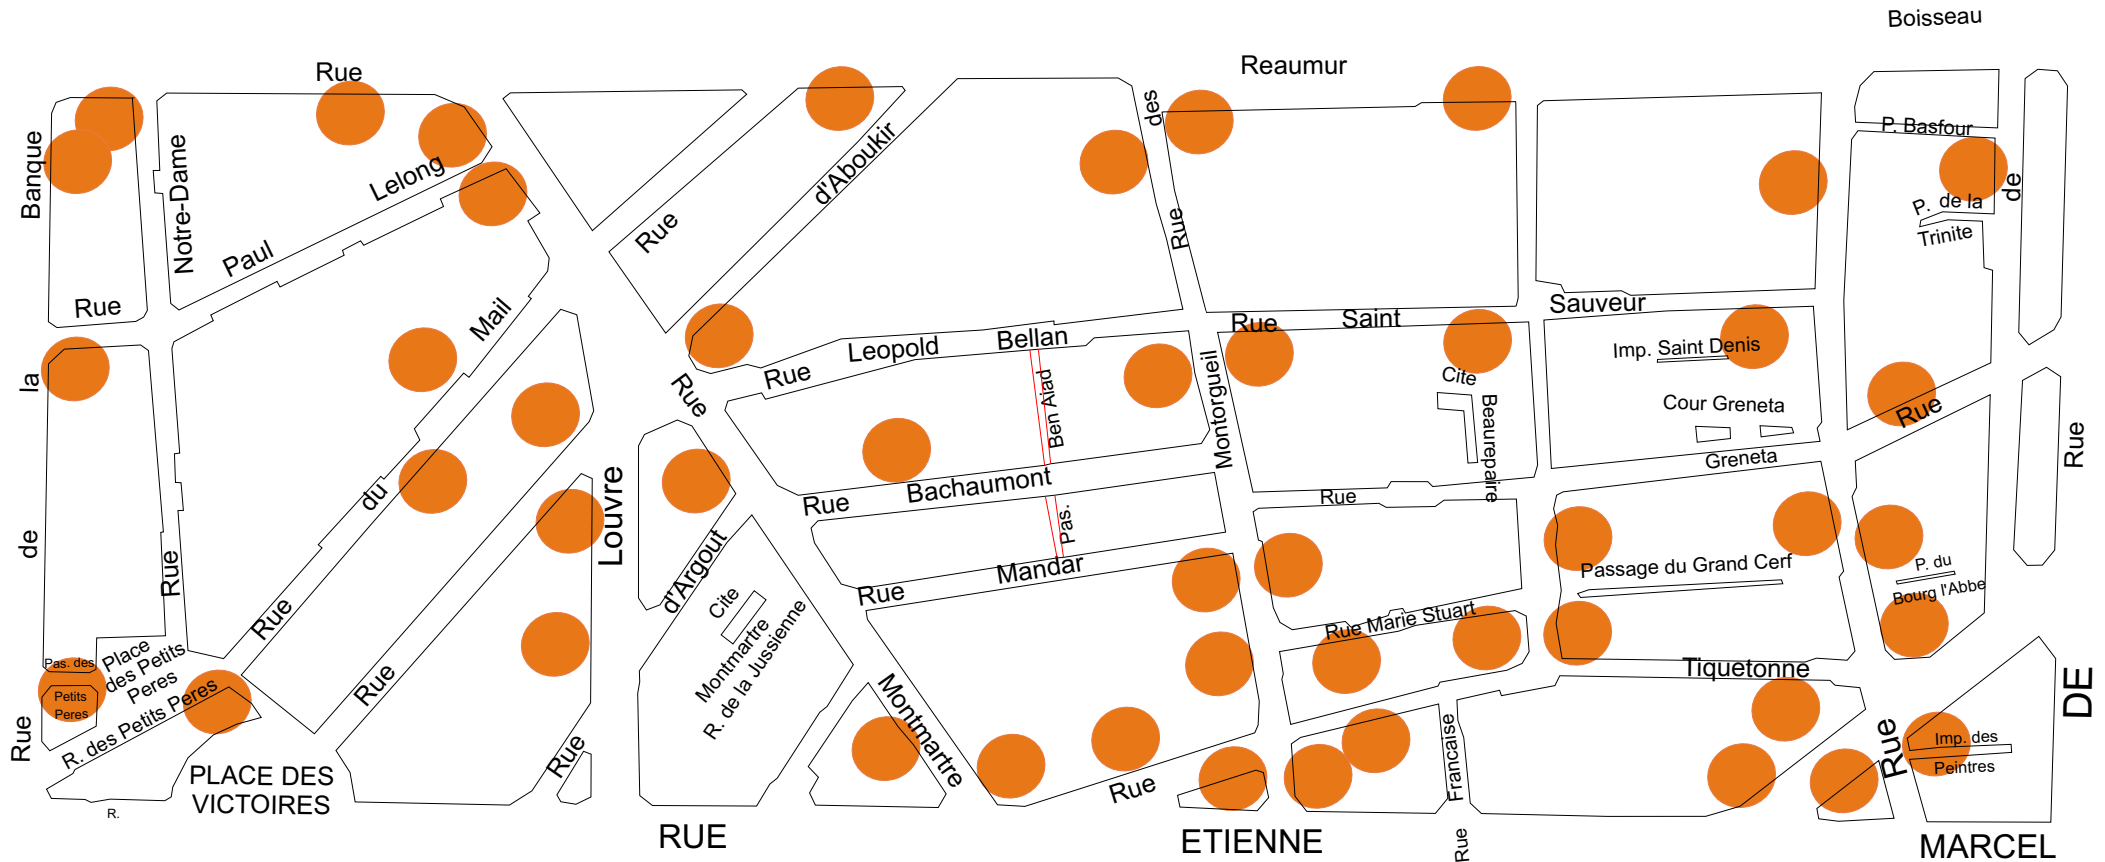 Boisseau
Rue
Reaumur
des
Banque
Notre-Dame
Lelong
Paul
Rue
d'Aboukir
Rue
Rue
P. Basfour
de
P. de la
Trinite
Rue
Mail
Leopold
Bellan
Rue
Rue
Saint
Sauveur
Imp. Saint Denis
la
Rue
Ben Aiad
Montorgueil
Cite
Beaurepaire
Cour Greneta
Rue
Rue
Greneta
du
Louvre
Rue
Bachaumont
Rue
Pas.
de
Rue
d'Argout
Rue
Mandar
Passage du Grand Cerf
P. du
Bourg l'Abbe
Rue
Cite
Montmartre
R. de la Jussienne
Rue Marie Stuart
Pas. des
Petits
Peres
Place
des Petits
Peres
R. des Petits Peres
Rue
Tiquetonne
DE
Rue
Rue
Montmartre
Rue
Francaise
Rue
Rue
Imp. des
Peintres
PLACE DES
VICTOIRES
R.
RUE
ETIENNE
MARCEL